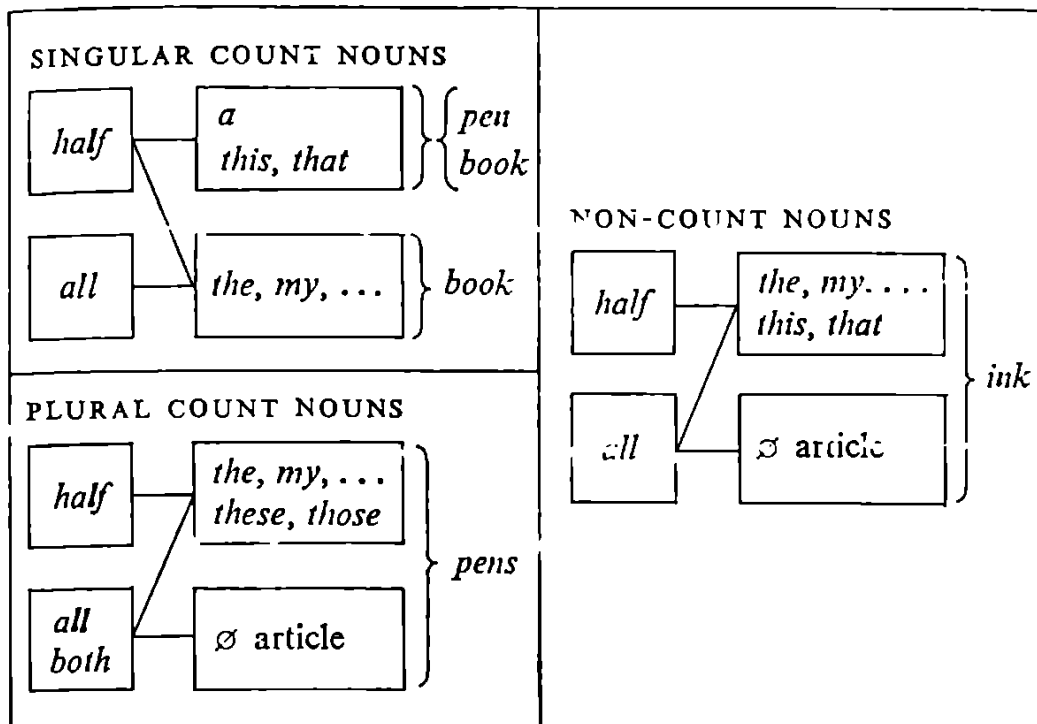 SINGULAR COUNT NOUNS
half
a
this, that
pen
book
all
the, my, ...
book
PLURAL COUNT NOUNS
half
the, my, ...
these, those
all
both
ø article
pens
NON-COUNT NOUNS
half
the, my. ...
this, that
all
ø article
ink